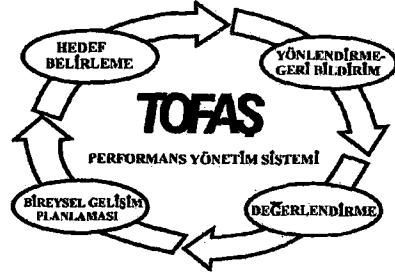 HEDEF
BELİRLEME
YÖNLENDİRME-
GERİ BİLDİRİM
TOFAŞ
PERFORMANS YÖNETİM SİSTEMİ
BİREYSEL GELİŞİM
PLANLAMASI
DEĞERLENDİRME